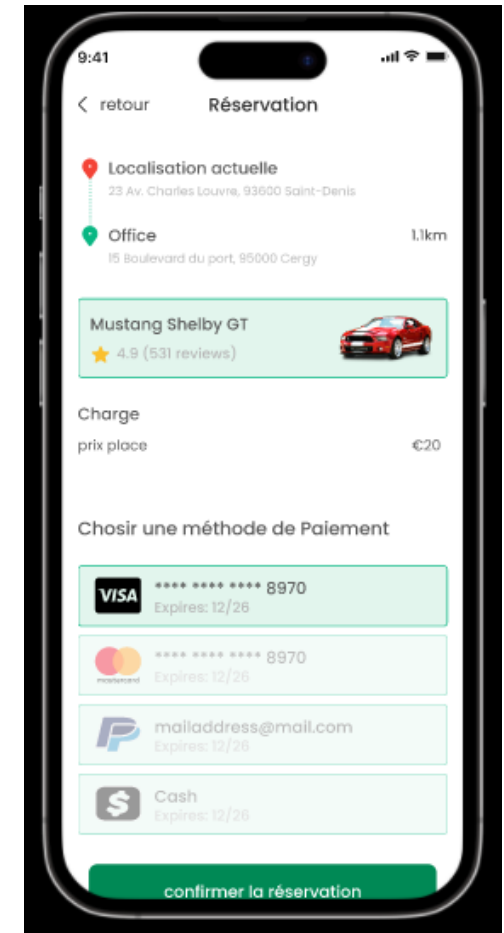 9:41
retour Réservation
Localisation actuelle
23 Av. Charles Louvre, 93600 Saint-Denis
Office 1.1km
15 Boulevard du port, 95000 Cergy
Mustang Shelby GT
4.9 (531 reviews)
Charge
prix place €20
Chosir une méthode de Paiement
VISA **** **** **** 8970
Expires: 12/26
**** **** **** 8970
mastercard
Expires: 12/26
mailaddress@mail.com
Expires: 12/26
Cash
Expires: 12/26
confirmer la réservation